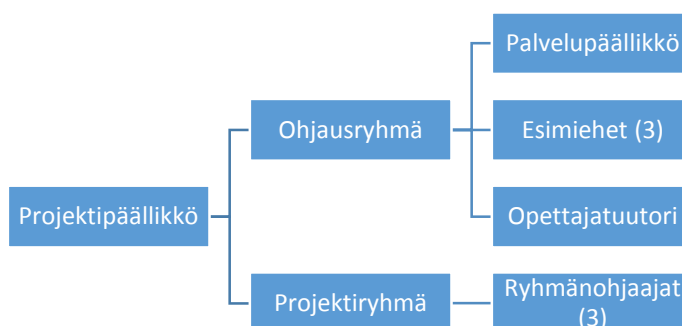 Palvelupäällikkö
Ohjausryhmä
Esimiehet (3)
Projektipäällikkö
Opettajatuutori
Projektiryhmä
Ryhmänohjaajat
(3)